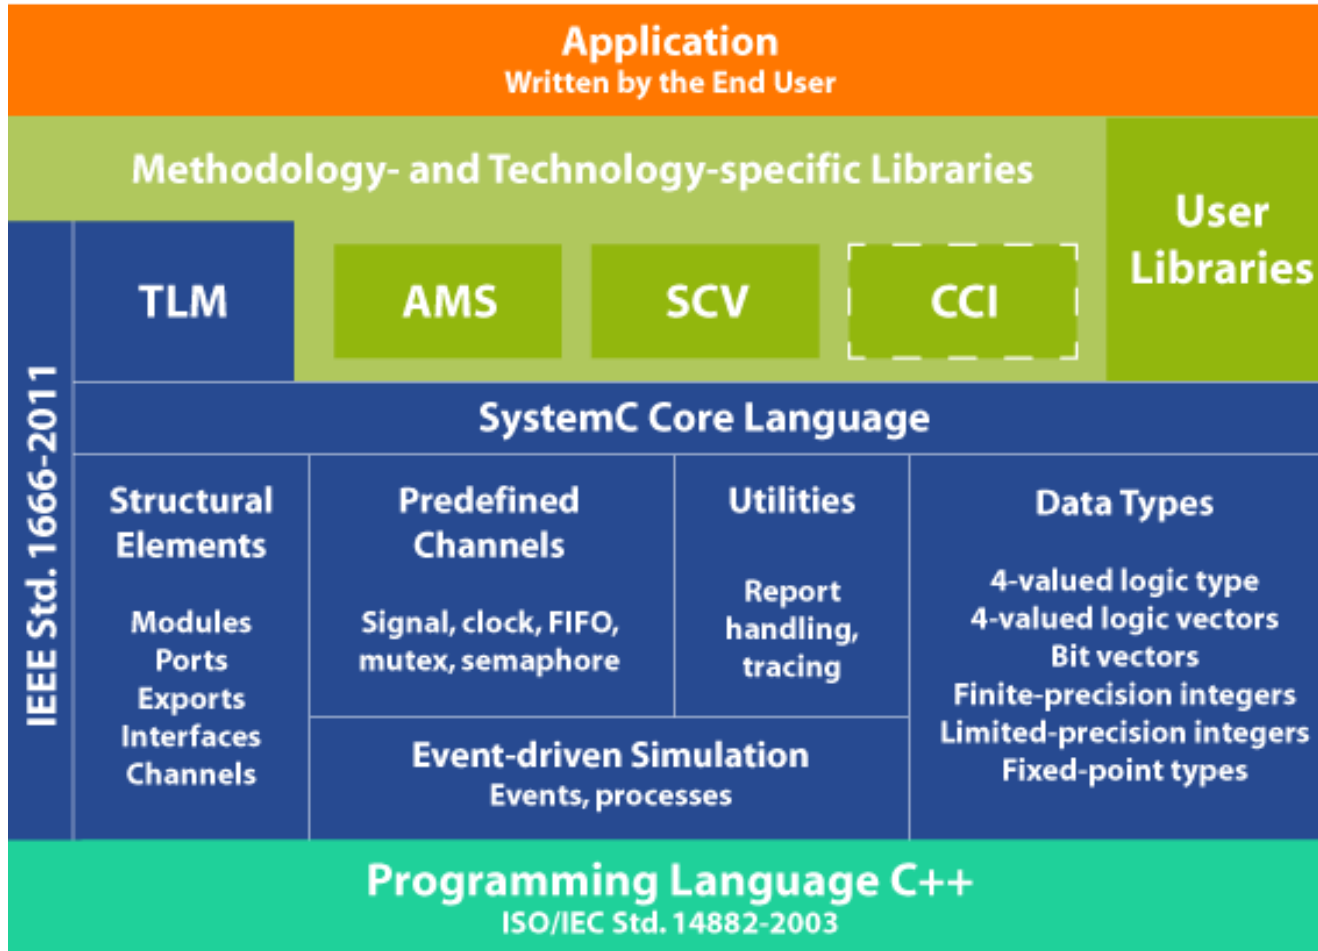 Application
Written by the End User
Methodology- and Technology-specific Libraries
User
Libraries
TLM
AMS
SCV
CCI
IEEE Std. 1666-2011
SystemC Core Language
Structural
Elements
Modules
Ports
Exports
Interfaces
Channels
Predefined
Channels
Signal, clock, FIFO,
mutex, semaphore
Utilities
Report
handling,
tracing
Data Types
4-valued logic type
4-valued logic vectors
Bit vectors
Finite-precision integers
Limited-precision integers
Fixed-point types
Event-driven Simulation
Events, processes
Programming Language C++
ISO/IEC Std. 14882-2003